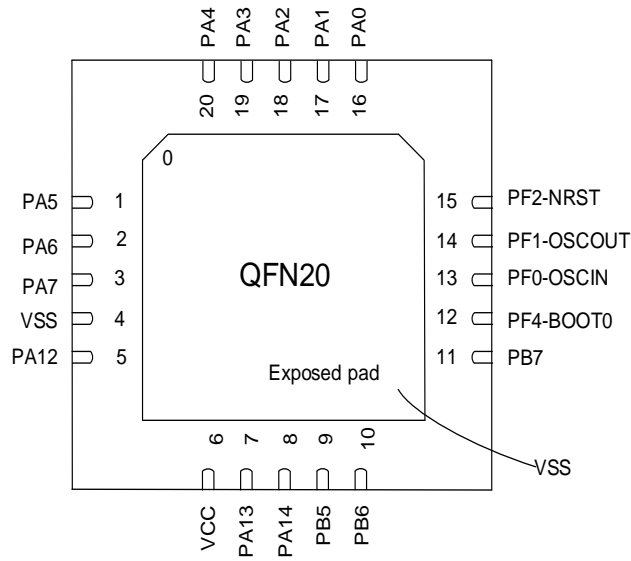 PA4 PA3 PA2 PA1 PA0
20 19 18 17 16
0
PA5 1
PA6 2
PA7 3
VSS 4
PA12 5
15 PF2-NRST
14 PF1-OSCOUT
13 PF0-OSCIN
12 PF4-BOOT0
11 PB7
QFN20
Exposed pad
VSS
6 7 8 9 10
VCC PA13 PA14 PB5 PB6